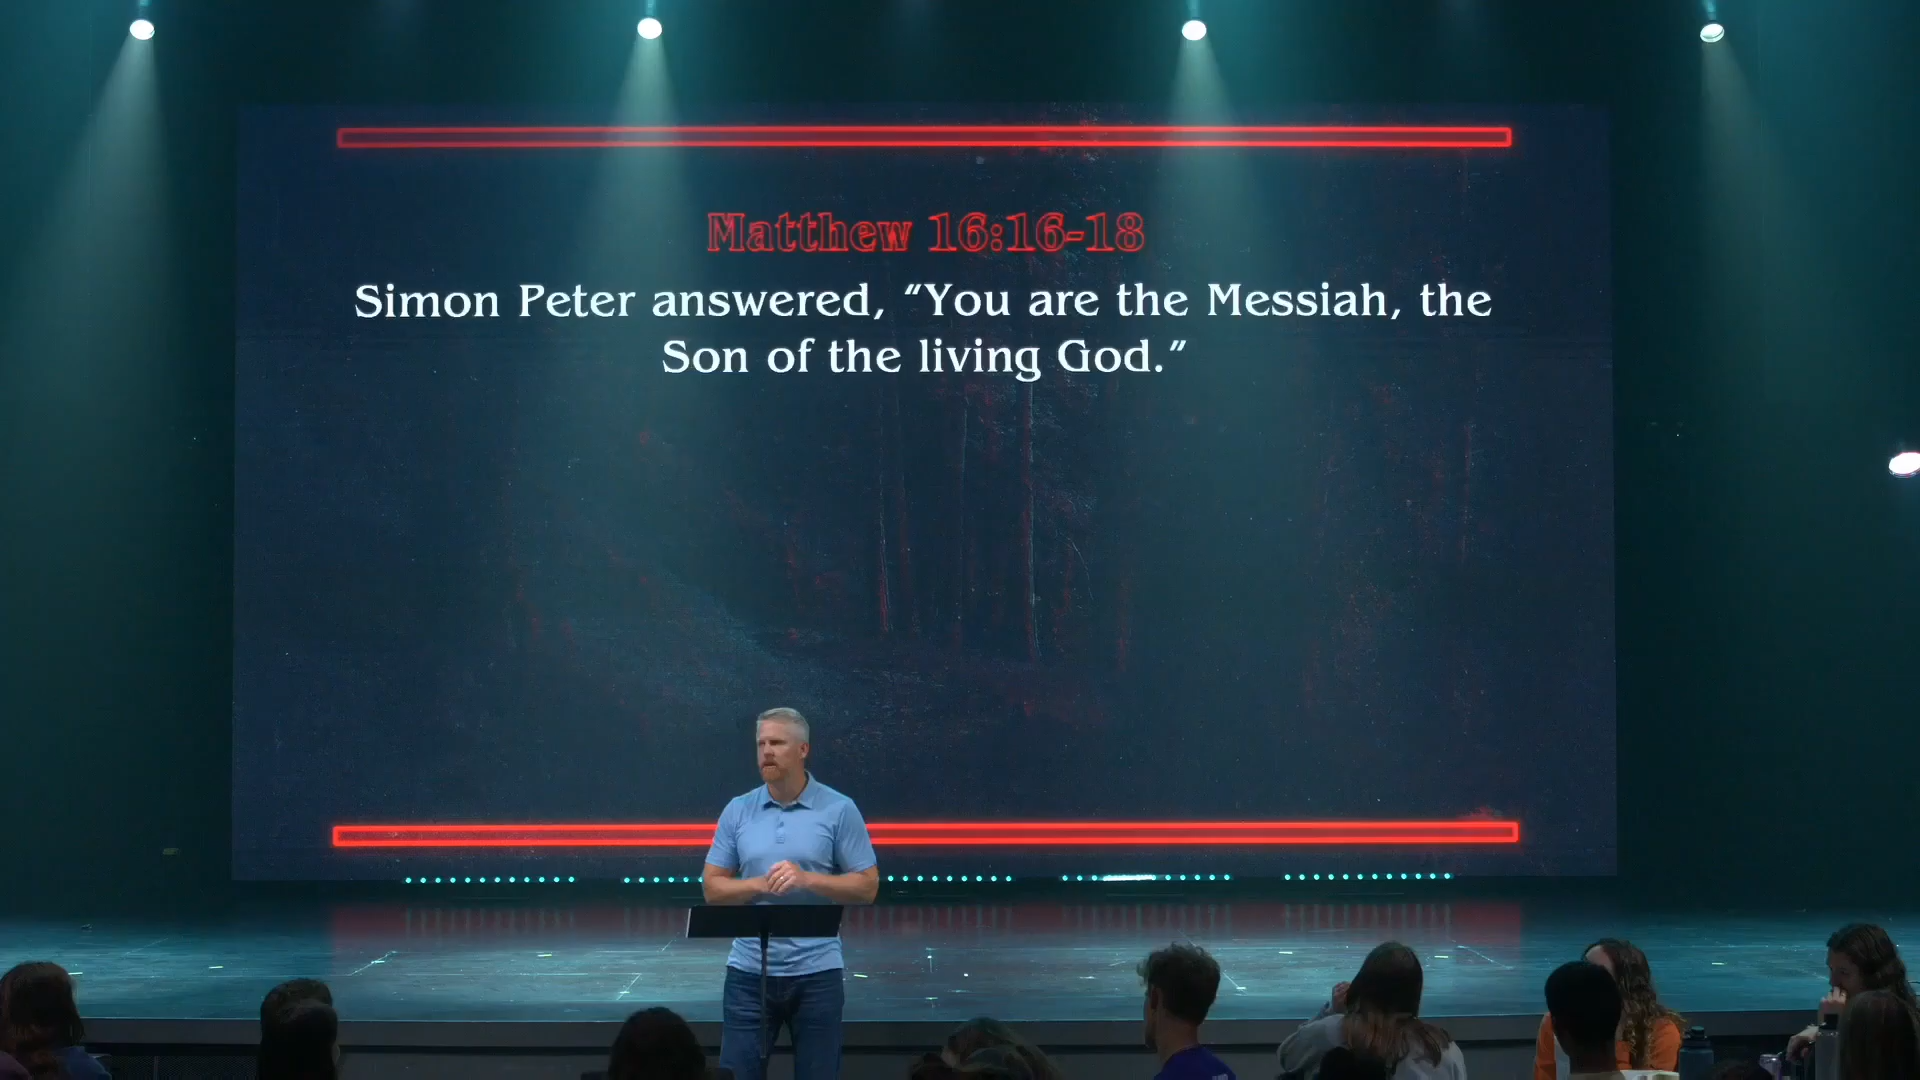 Matthew 16:16-18
Simon Peter answered, “You are the Messiah, the
Son of the living God.”